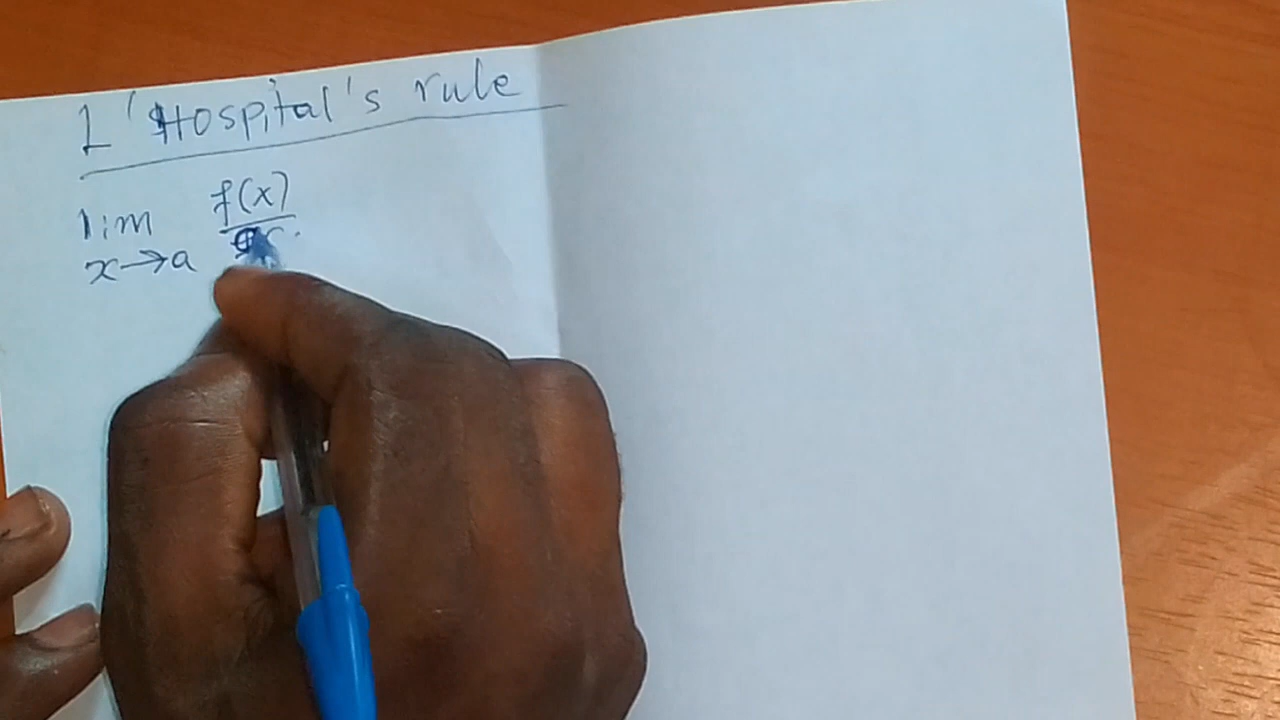 L'Hospital's rule
lim f(x)
x→a